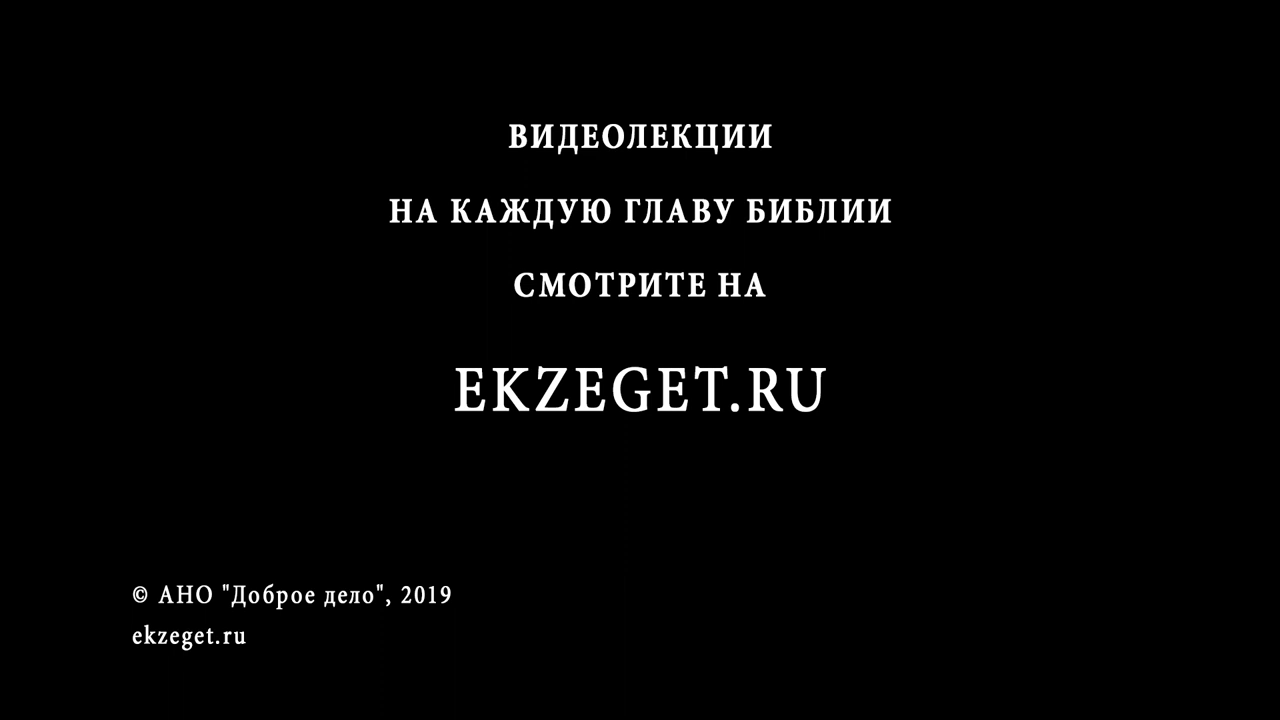 ВИДЕОЛЕКЦИИ
НА КАЖДУЮ ГЛАВУ БИБЛИИ
СМОТРИТЕ НА
EKZEGET.RU
© АНО "Доброе дело", 2019
ekzeget.ru